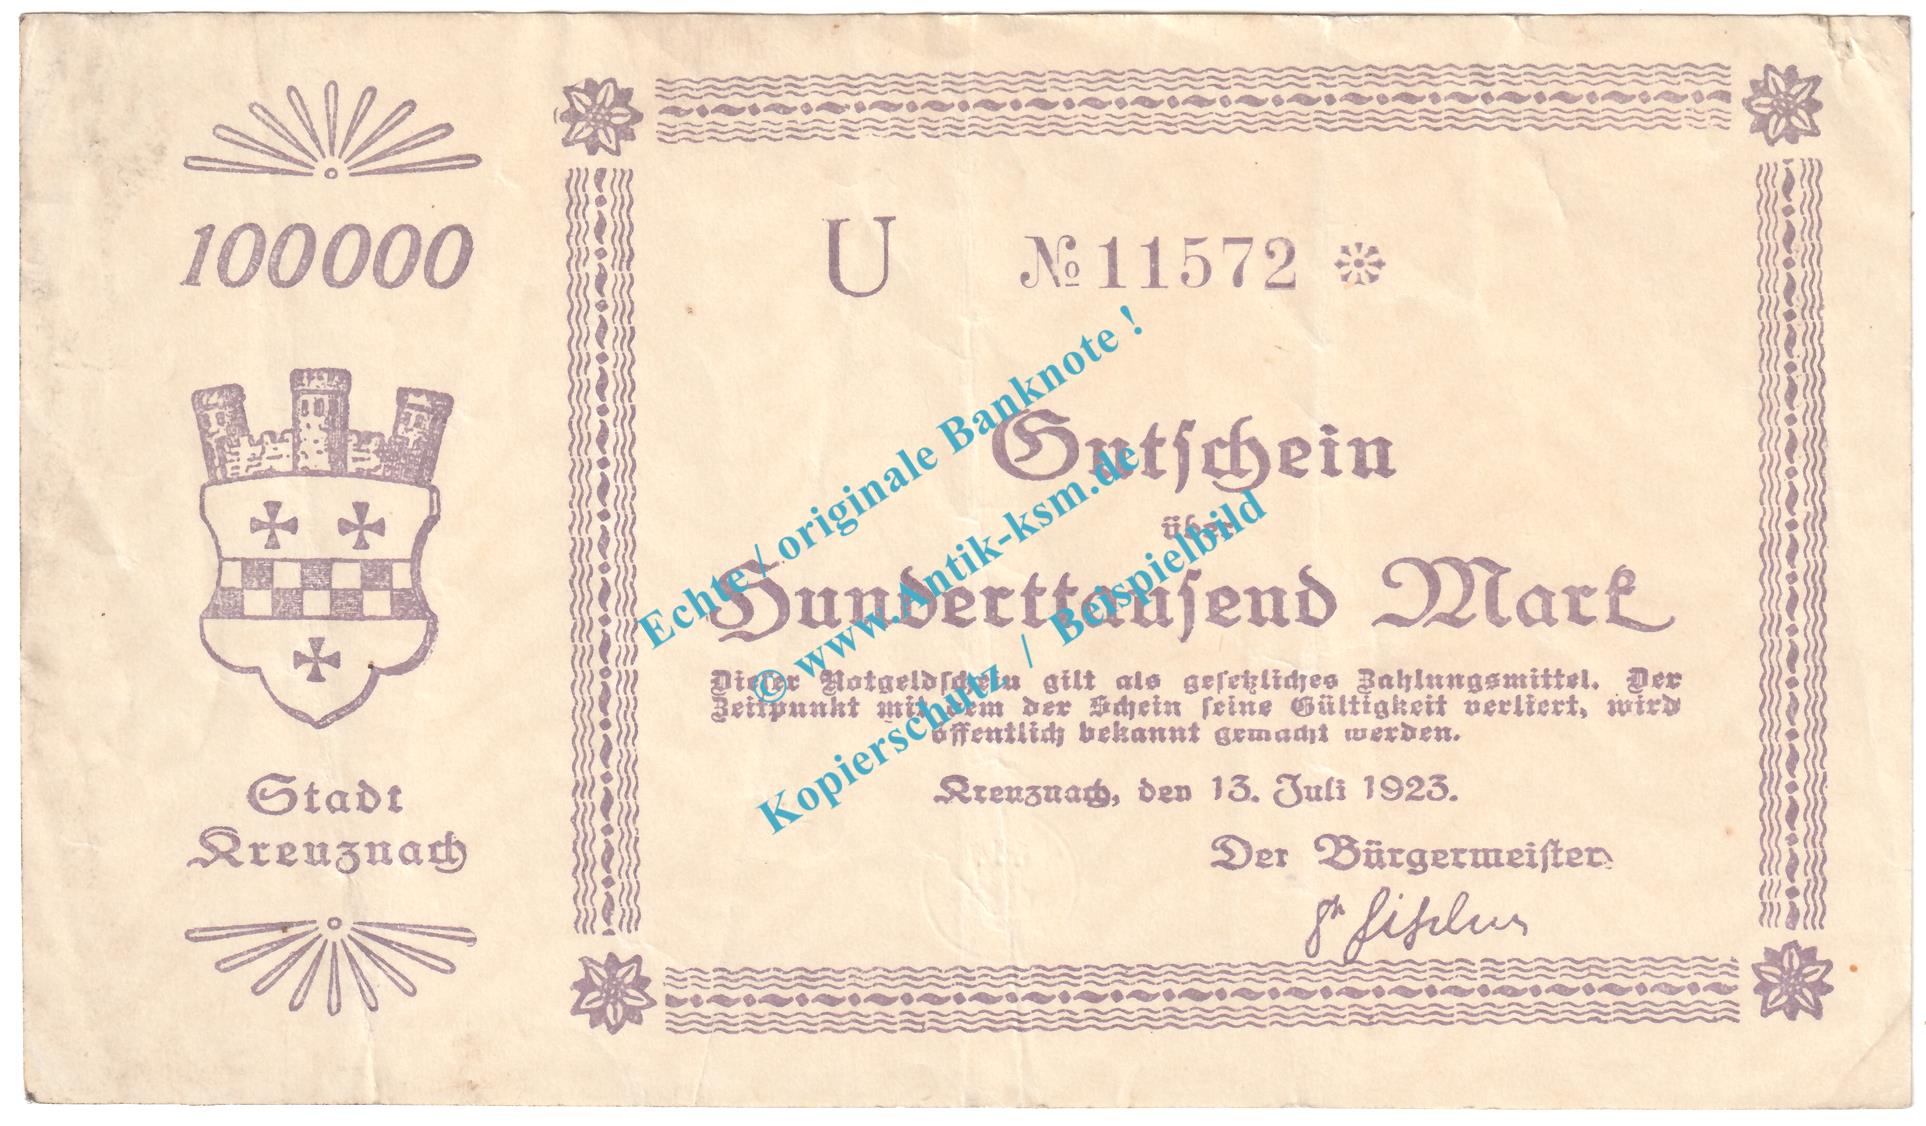 100000
Stadt
Kreuznach
U № 11572
Gutschein
über
Hunderttausend Mark
Dieser Notgeldschein gilt als gesetzliches Zahlungsmittel. Der
Zeitpunkt mit dem der Schein seine Gültigkeit verliert, wird
öffentlich bekannt gemacht werden.
Kreuznach, den 13. Juli 1923.
Der Bürgermeister
Echte / originale Banknote !
© www.Antik-ksm.de
Kopierschutz / Beispielbild